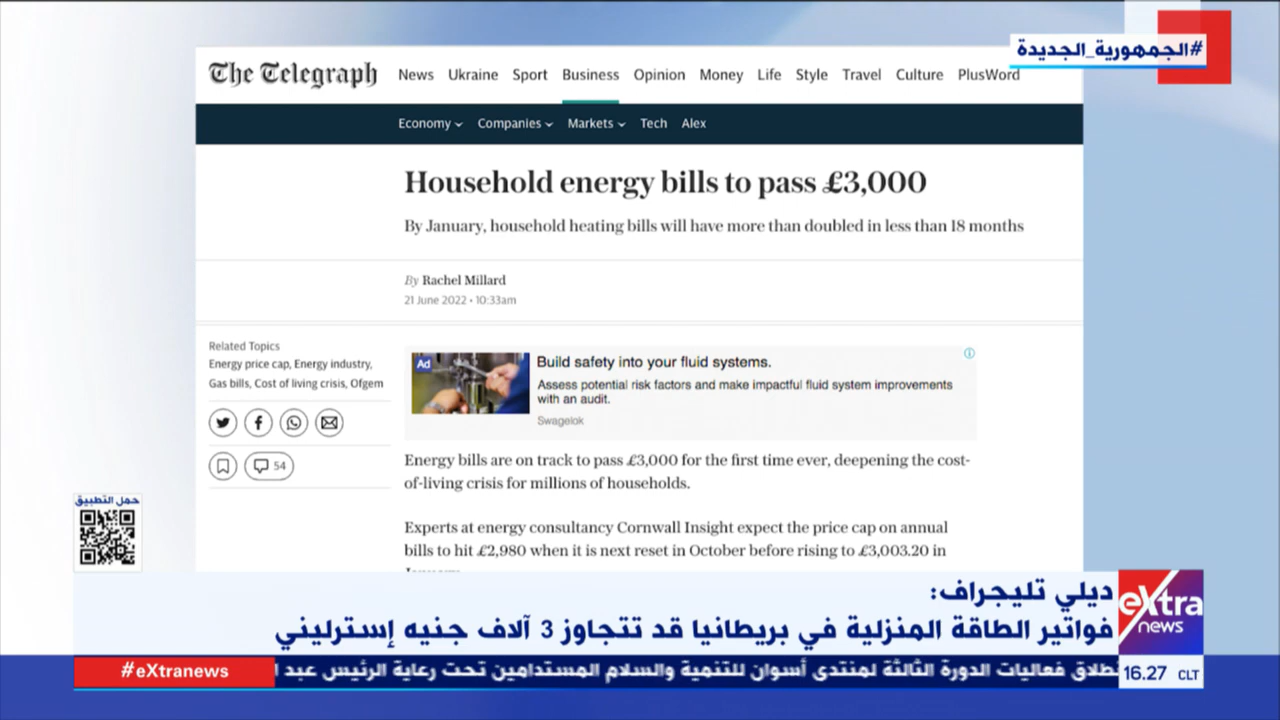 #الجمهورية_الجديدة
The Telegraph
News Ukraine Sport Business Opinion Money Life Style Travel Culture PlusWord
Economy Companies Markets Tech Alex
Household energy bills to pass £3,000
By January, household heating bills will have more than doubled in less than 18 months
By Rachel Millard
21 June 2022 • 10:33am
Related Topics
Energy price cap, Energy industry,
Gas bills, Cost of living crisis, Ofgem
54
Ad
Build safety into your fluid systems.
Assess potential risk factors and make impactful fluid system improvements
with an audit.
Swagelok
Energy bills are on track to pass £3,000 for the first time ever, deepening the cost-
of-living crisis for millions of households.
Experts at energy consultancy Cornwall Insight expect the price cap on annual
bills to hit £2,980 when it is next reset in October before rising to £3,003.20 in
حمل التطبيق
ديلي تليجراف:
فواتير الطاقة المنزلية في بريطانيا قد تتجاوز 3 آلاف جنيه إسترليني
eXtra
news
#eXtranews
نطلاق فعاليات الدورة الثالثة لمنتدى أسوان للتنمية والسلام المستدامين تحت رعاية الرئيس عبد ا
16.27 CLT